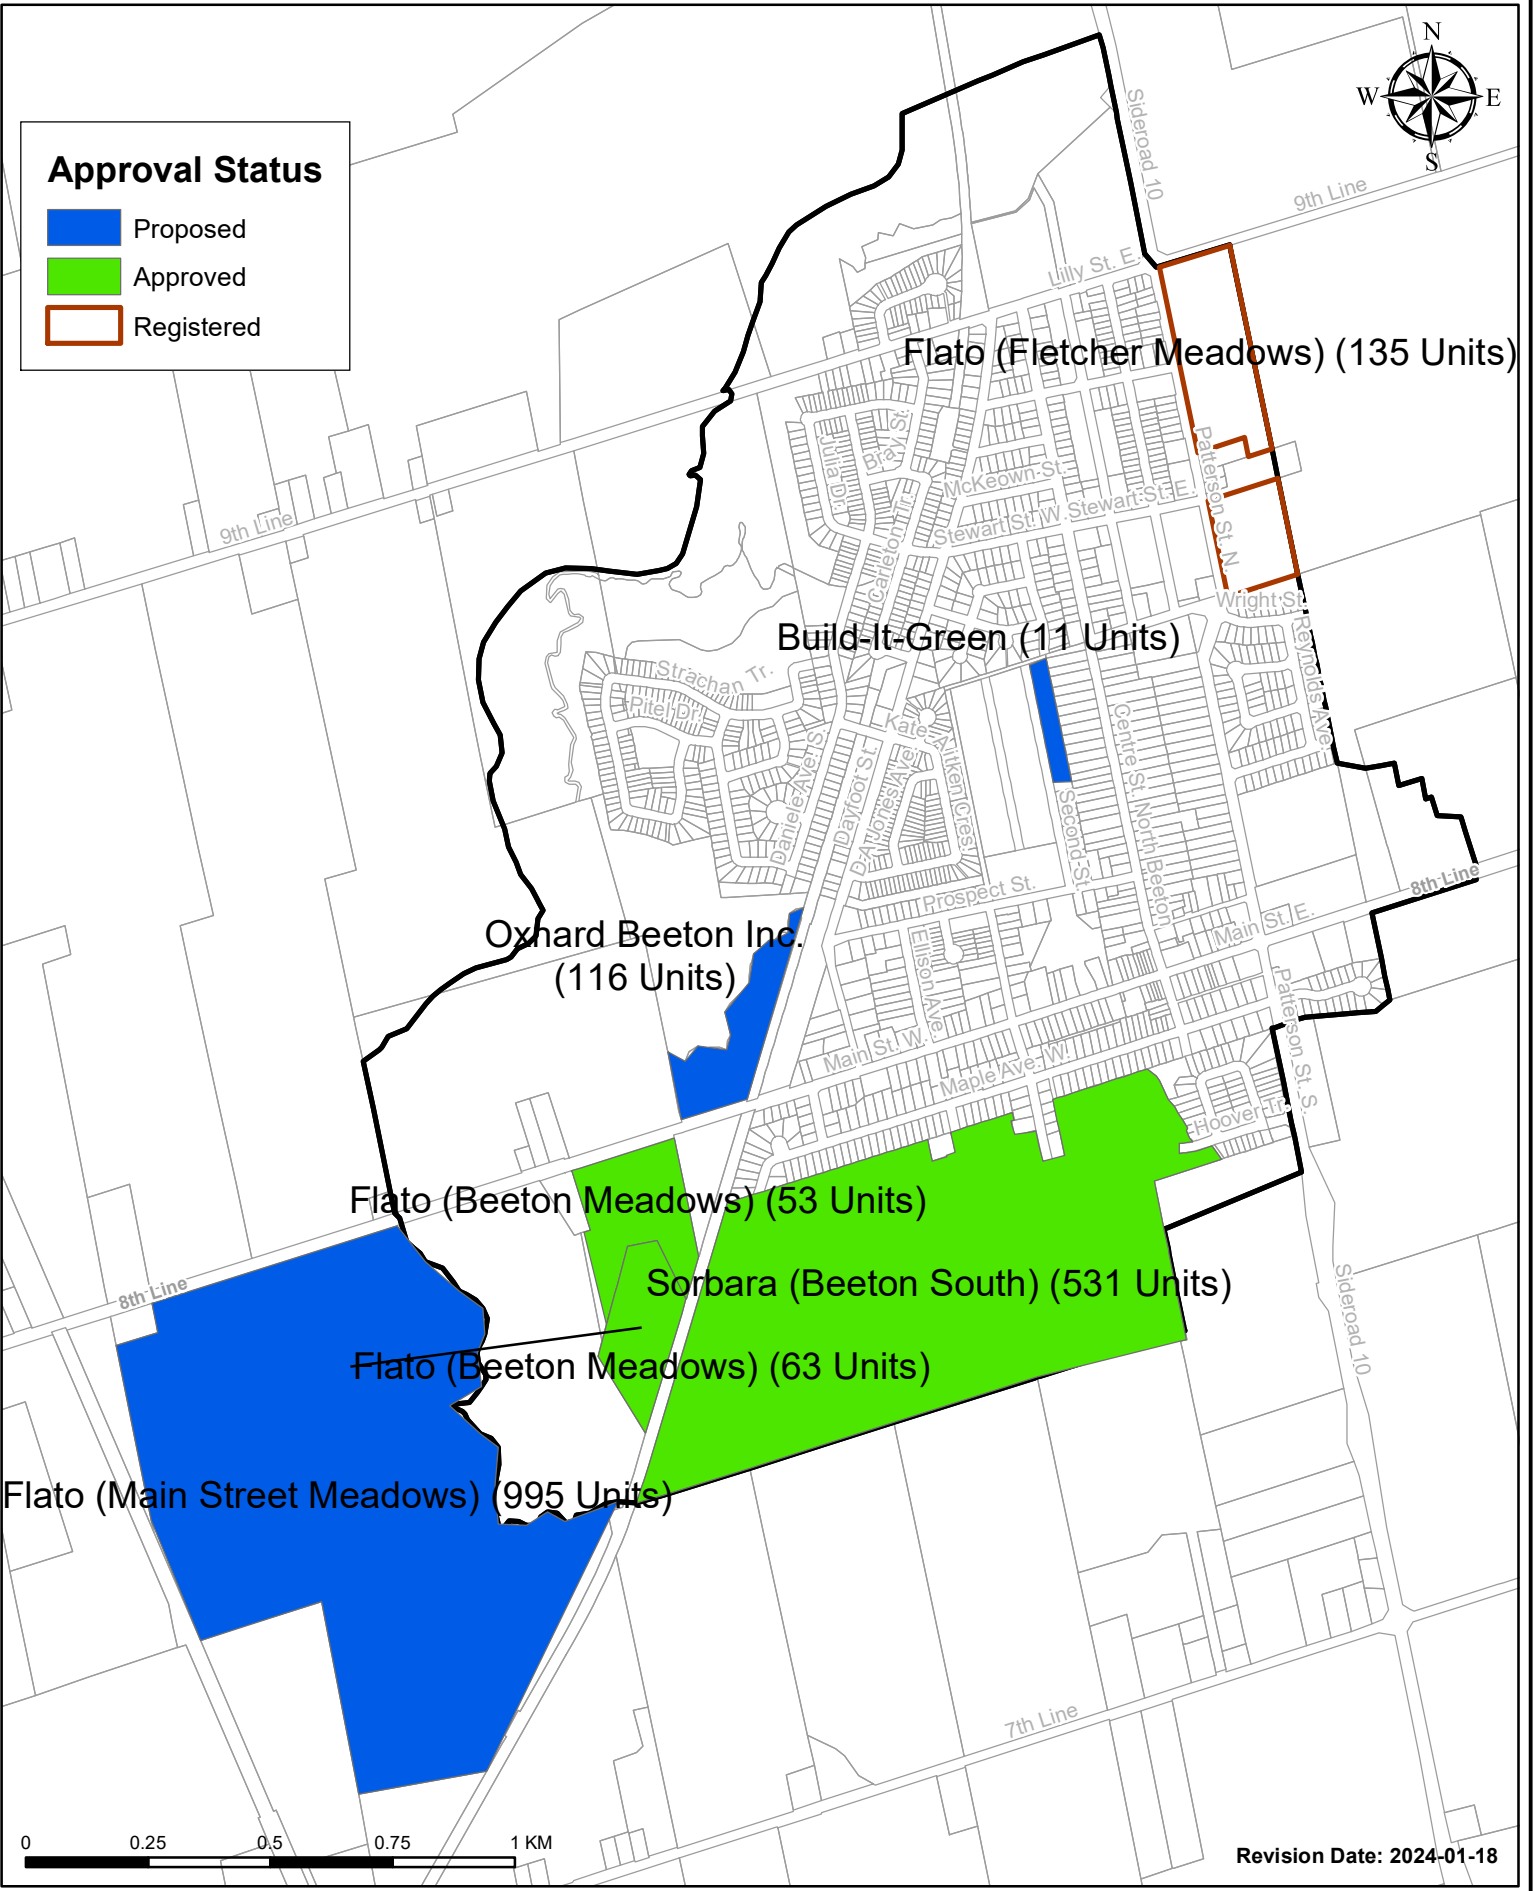 N
W E
S
Approval Status
Proposed
Approved
Registered
Sideroad 10
9th Line
Lilly St. E.
Flato (Fletcher Meadows) (135 Units)
Julia Dr.
Bray St.
Patterson St. N.
McKeown St.
Stewart St. W.
Stewart St. E.
9th Line
Carleton Tr.
Wright St.
Build-It-Green (11 Units)
Reynolds Ave.
Strachan Tr.
Pitel Dr.
Kate Aitken Cres.
Daniele Ave. S.
Dayfoot St.
D.A. Jones Ave.
Centre St. North Beeton
Second St.
Prospect St.
8th Line
Main St. E.
Oxnard Beeton Inc.
(116 Units)
Ellison Ave.
Patterson St. S.
Main St. W.
Maple Ave. W.
Hoover Tr.
Flato (Beeton Meadows) (53 Units)
Sorbara (Beeton South) (531 Units)
8th Line
Sideroad 10
Flato (Beeton Meadows) (63 Units)
Flato (Main Street Meadows) (995 Units)
7th Line
0 0.25 0.5 0.75 1 KM
Revision Date: 2024-01-18